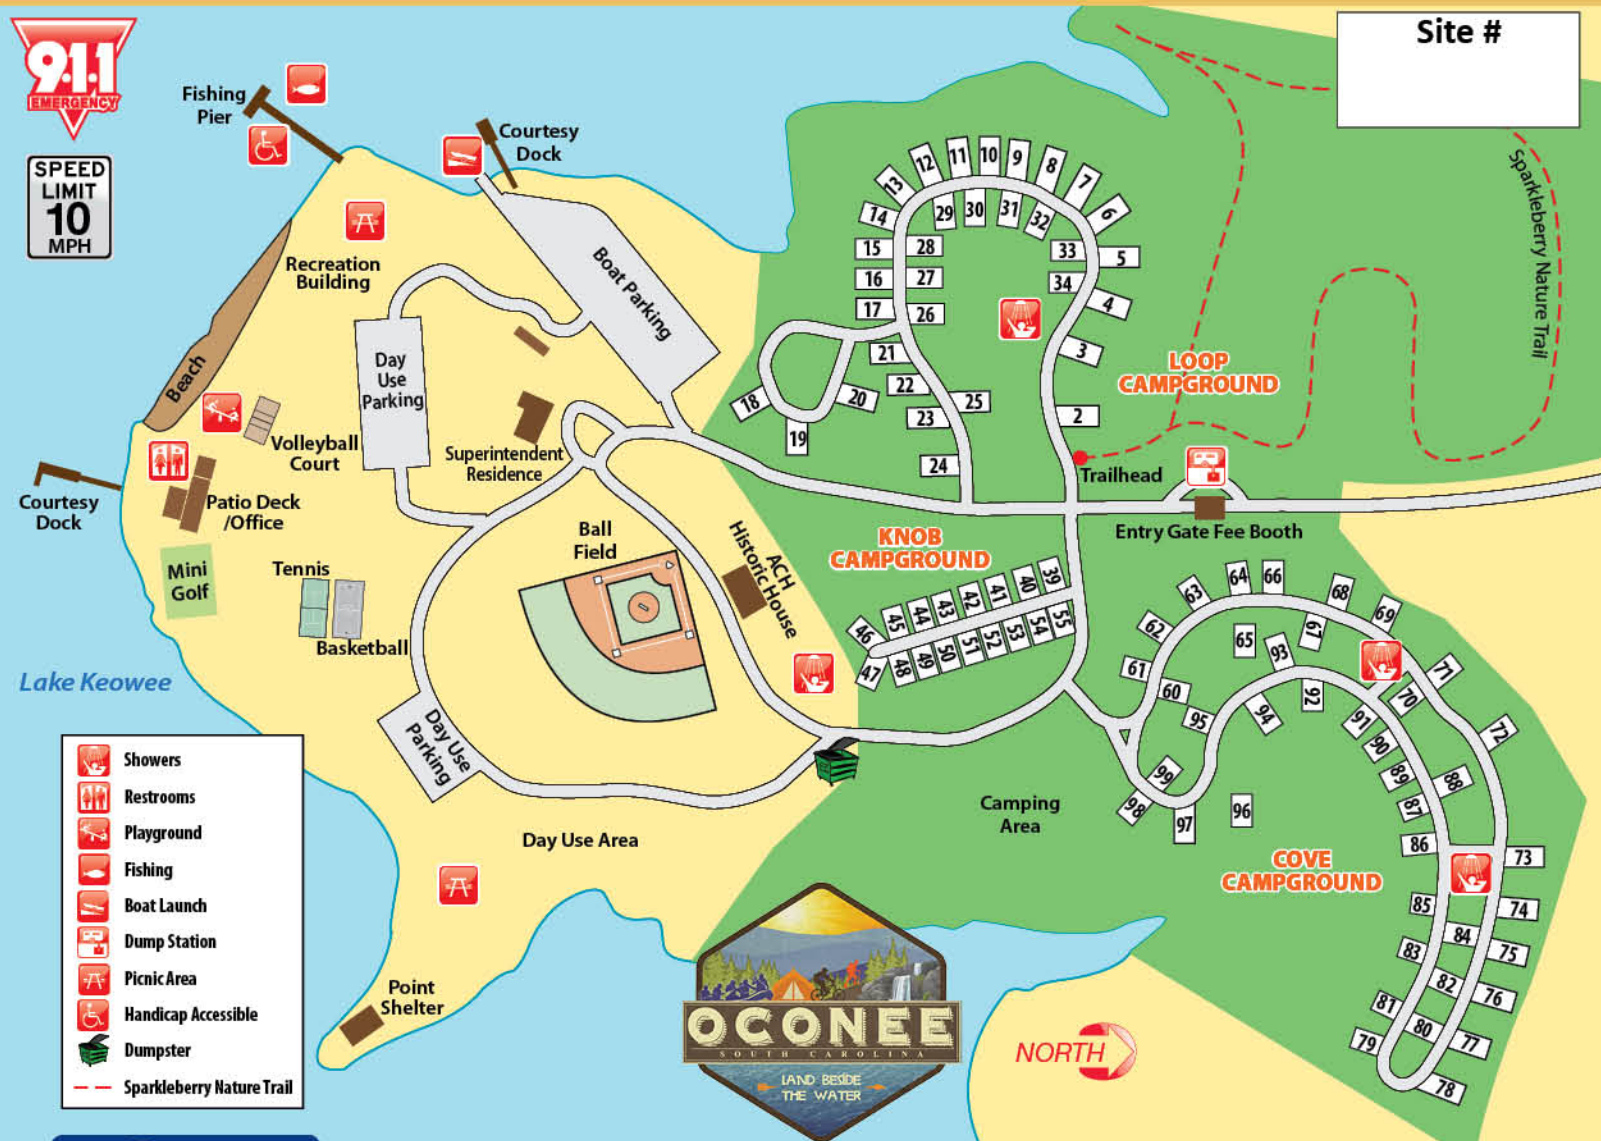 9-1-1
EMERGENCY
SPEED
LIMIT
10
MPH
Site #
Fishing
Pier
Courtesy
Dock
Recreation
Building
Boat Parking
Beach
Day
Use
Parking
Volleyball
Court
Superintendent
Residence
Courtesy
Dock
Patio Deck
/Office
Mini
Golf
Tennis
Basketball
Ball
Field
ACH
Historic House
Lake Keowee
Day Use
Parking
Day Use Area
Point
Shelter
LOOP
CAMPGROUND
Sparkleberry Nature Trail
Trailhead
Entry Gate Fee Booth
KNOB
CAMPGROUND
Camping
Area
COVE
CAMPGROUND
2
3
4
5
6
7
8
9
10
11
12
13
14
15
16
17
18
19
20
21
22
23
24
25
26
27
28
29
30
31
32
33
34
39
40
41
42
43
44
45
46
47
48
49
50
51
52
53
54
55
60
61
62
63
64
65
66
67
68
69
70
71
72
73
74
75
76
77
78
79
80
81
82
83
84
85
86
87
88
89
90
91
92
93
94
95
96
97
98
99
Showers
Restrooms
Playground
Fishing
Boat Launch
Dump Station
Picnic Area
Handicap Accessible
Dumpster
Sparkleberry Nature Trail
OCONEE
SOUTH CAROLINA
LAND BESIDE
THE WATER
NORTH